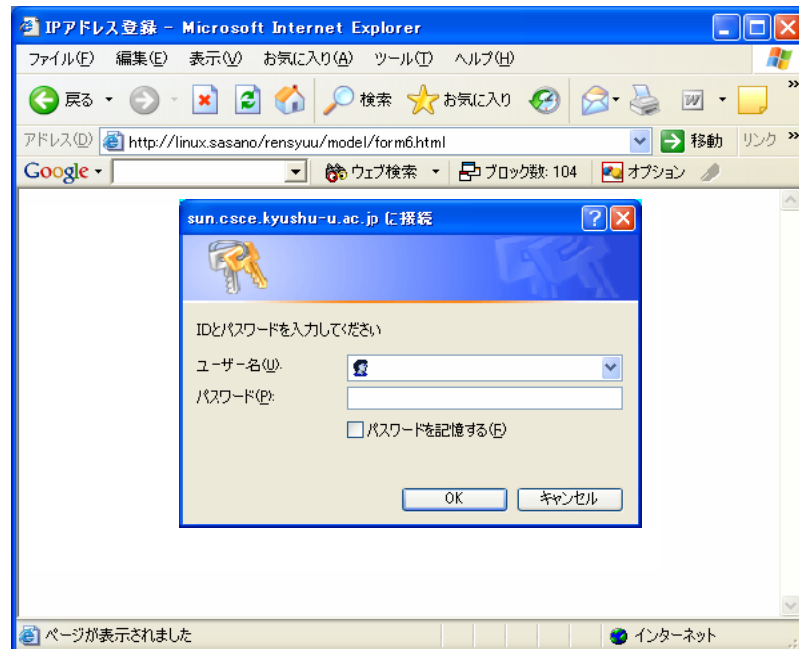 IPアドレス登録 - Microsoft Internet Explorer
ファイル(F) 編集(E) 表示(V) お気に入り(A) ツール(T) ヘルプ(H)
戻る 検索 お気に入り W »
アドレス(D) http://linux.sasano/rensyuu/model/form6.html 移動 リンク »
Google ウェブ検索 ブロック数: 104 オプション
sun.csce.kyushu-u.ac.jp に接続
IDとパスワードを入力してください
ユーザー名(U):
パスワード(P):
パスワードを記憶する(F)
OK キャンセル
ページが表示されました インターネット